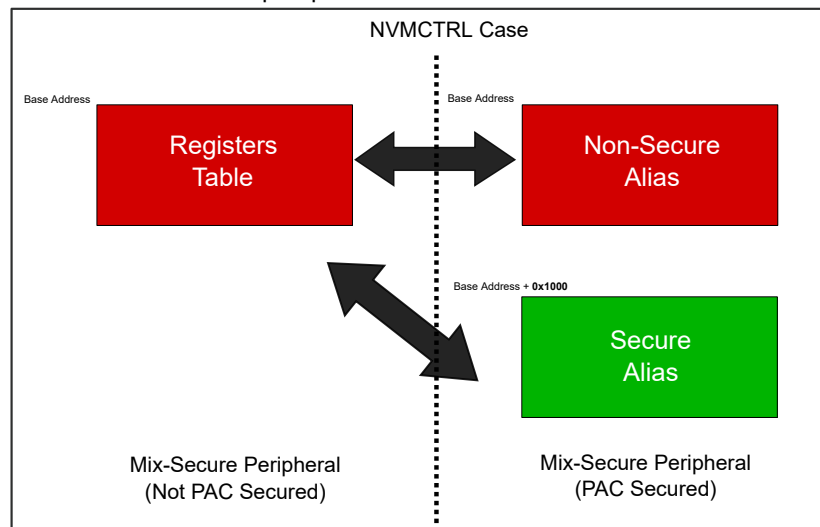 NVMCTRL Case
Base Address
Registers
Table
Base Address
Non-Secure
Alias
Base Address + 0x1000
Secure
Alias
Mix-Secure Peripheral
(Not PAC Secured)
Mix-Secure Peripheral
(PAC Secured)